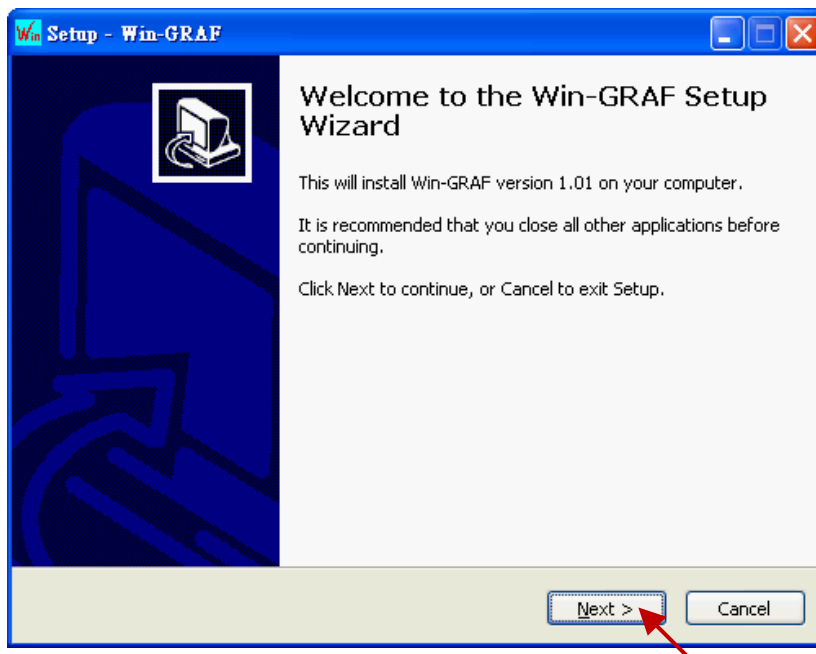 Win Setup - Win-GRAF
Welcome to the Win-GRAF Setup
Wizard
This will install Win-GRAF version 1.01 on your computer.
It is recommended that you close all other applications before
continuing.
Click Next to continue, or Cancel to exit Setup.
Next >
Cancel